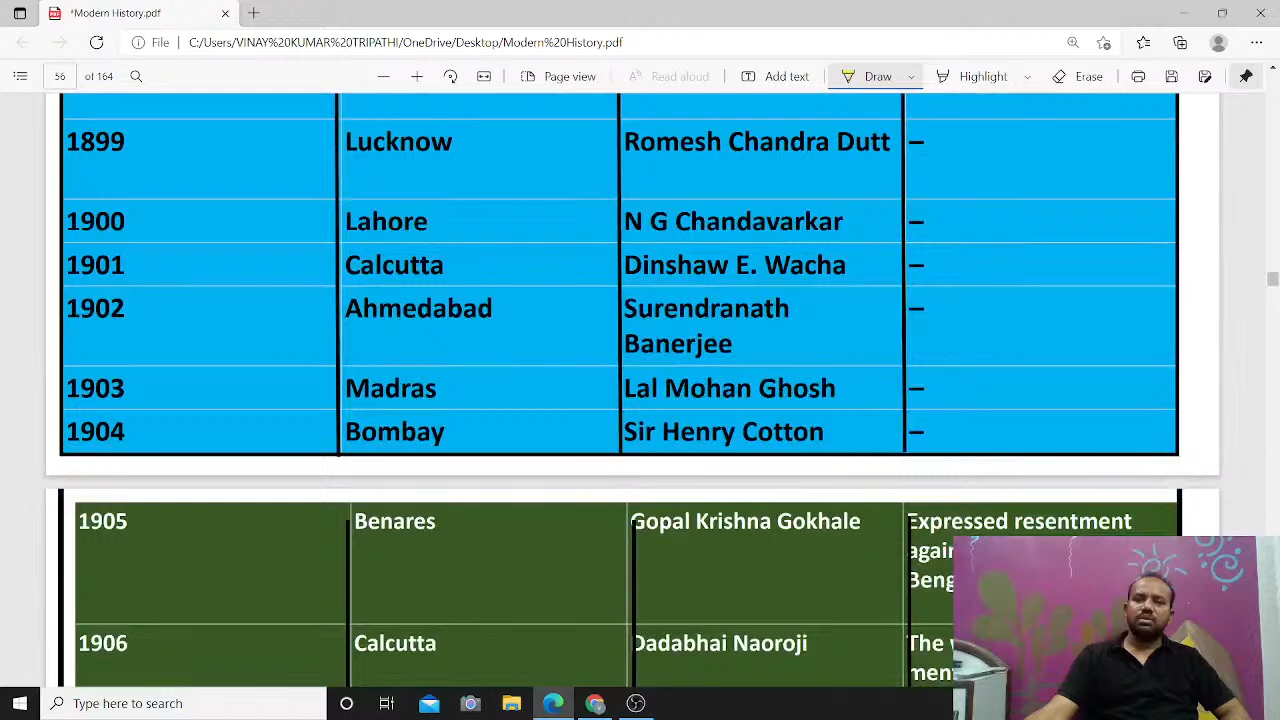 *Modern History.pdf
File C:/Users/VINAY%20KUMAR%20TRIPATHI/OneDrive/Desktop/Modern%20History.pdf
56 of 164 Page view Read aloud Add text Draw Highlight Erase
1899 Lucknow Romesh Chandra Dutt –
1900 Lahore N G Chandavarkar –
1901 Calcutta Dinshaw E. Wacha –
1902 Ahmedabad Surendranath –
Banerjee
1903 Madras Lal Mohan Ghosh –
1904 Bombay Sir Henry Cotton –
1905 Benares Gopal Krishna Gokhale Expressed resentment
1906 Calcutta Dadabhai Naoroji The
Type here to search